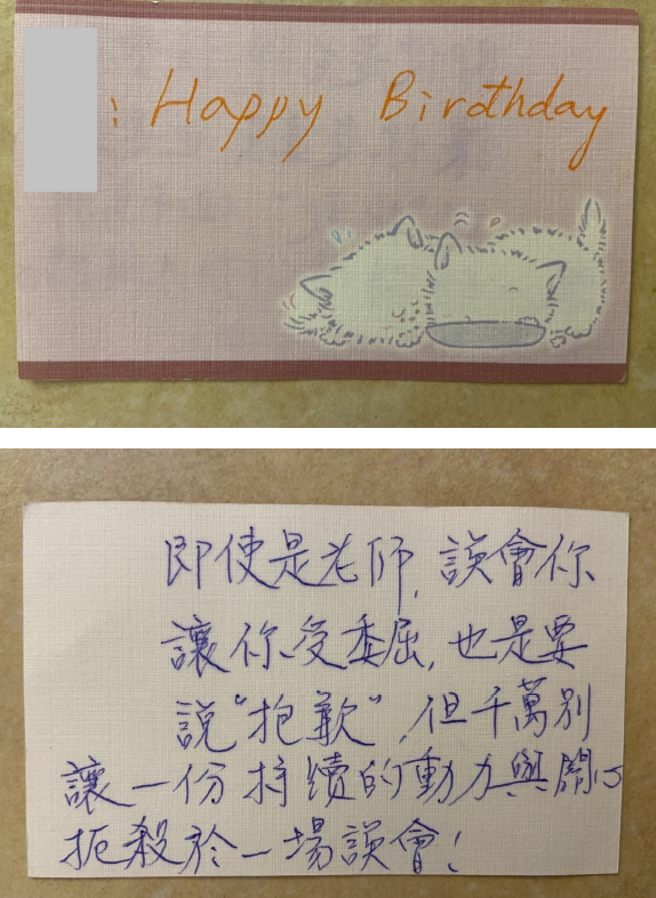 : Happy Birdthday
即使是老師,誤會你
讓你受委屈,也是要
說“抱歉”,但千萬別
讓一份持續的動力與關心
扼殺於一場誤會!